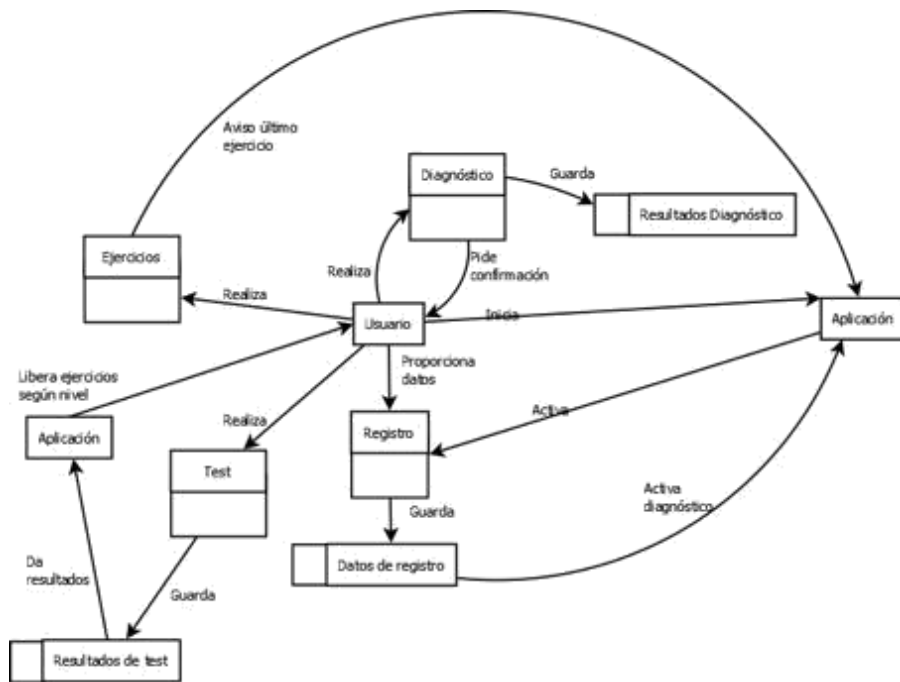 Aviso último
ejercicio
Diagnóstico
Guarda
Resultados Diagnóstico
Ejercicios
Realiza
Pide
confirmación
Realiza
Usuario
Inicia
Aplicación
Libera ejercicios
según nivel
Proporciona
datos
Aplicación
Realiza
Registro
Activa
Test
Guarda
Activa
diagnóstico
Datos de registro
Da
resultados
Guarda
Resultados de test